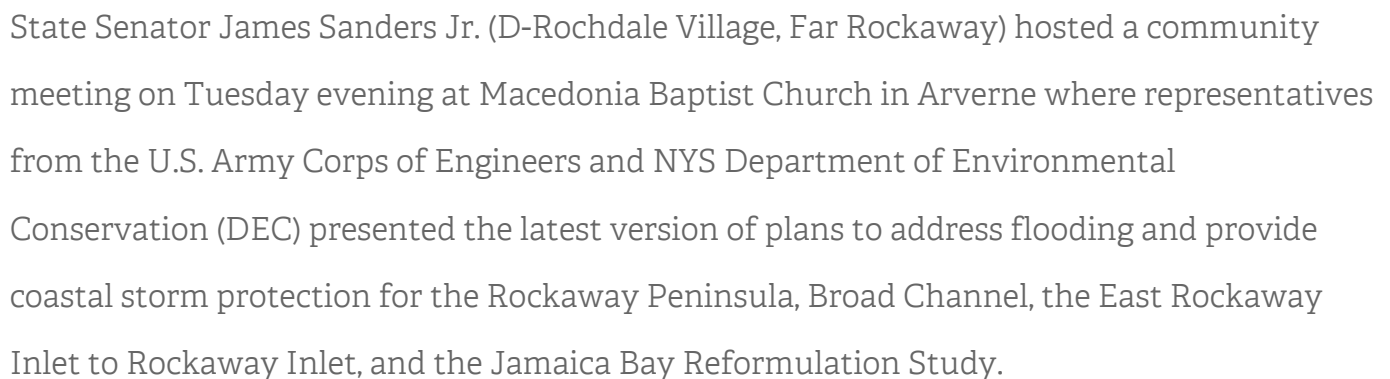 State Senator James Sanders Jr. (D-Rochdale Village, Far Rockaway) hosted a community
meeting on Tuesday evening at Macedonia Baptist Church in Arverne where representatives
from the U.S. Army Corps of Engineers and NYS Department of Environmental
Conservation (DEC) presented the latest version of plans to address flooding and provide
coastal storm protection for the Rockaway Peninsula, Broad Channel, the East Rockaway
Inlet to Rockaway Inlet, and the Jamaica Bay Reformulation Study.